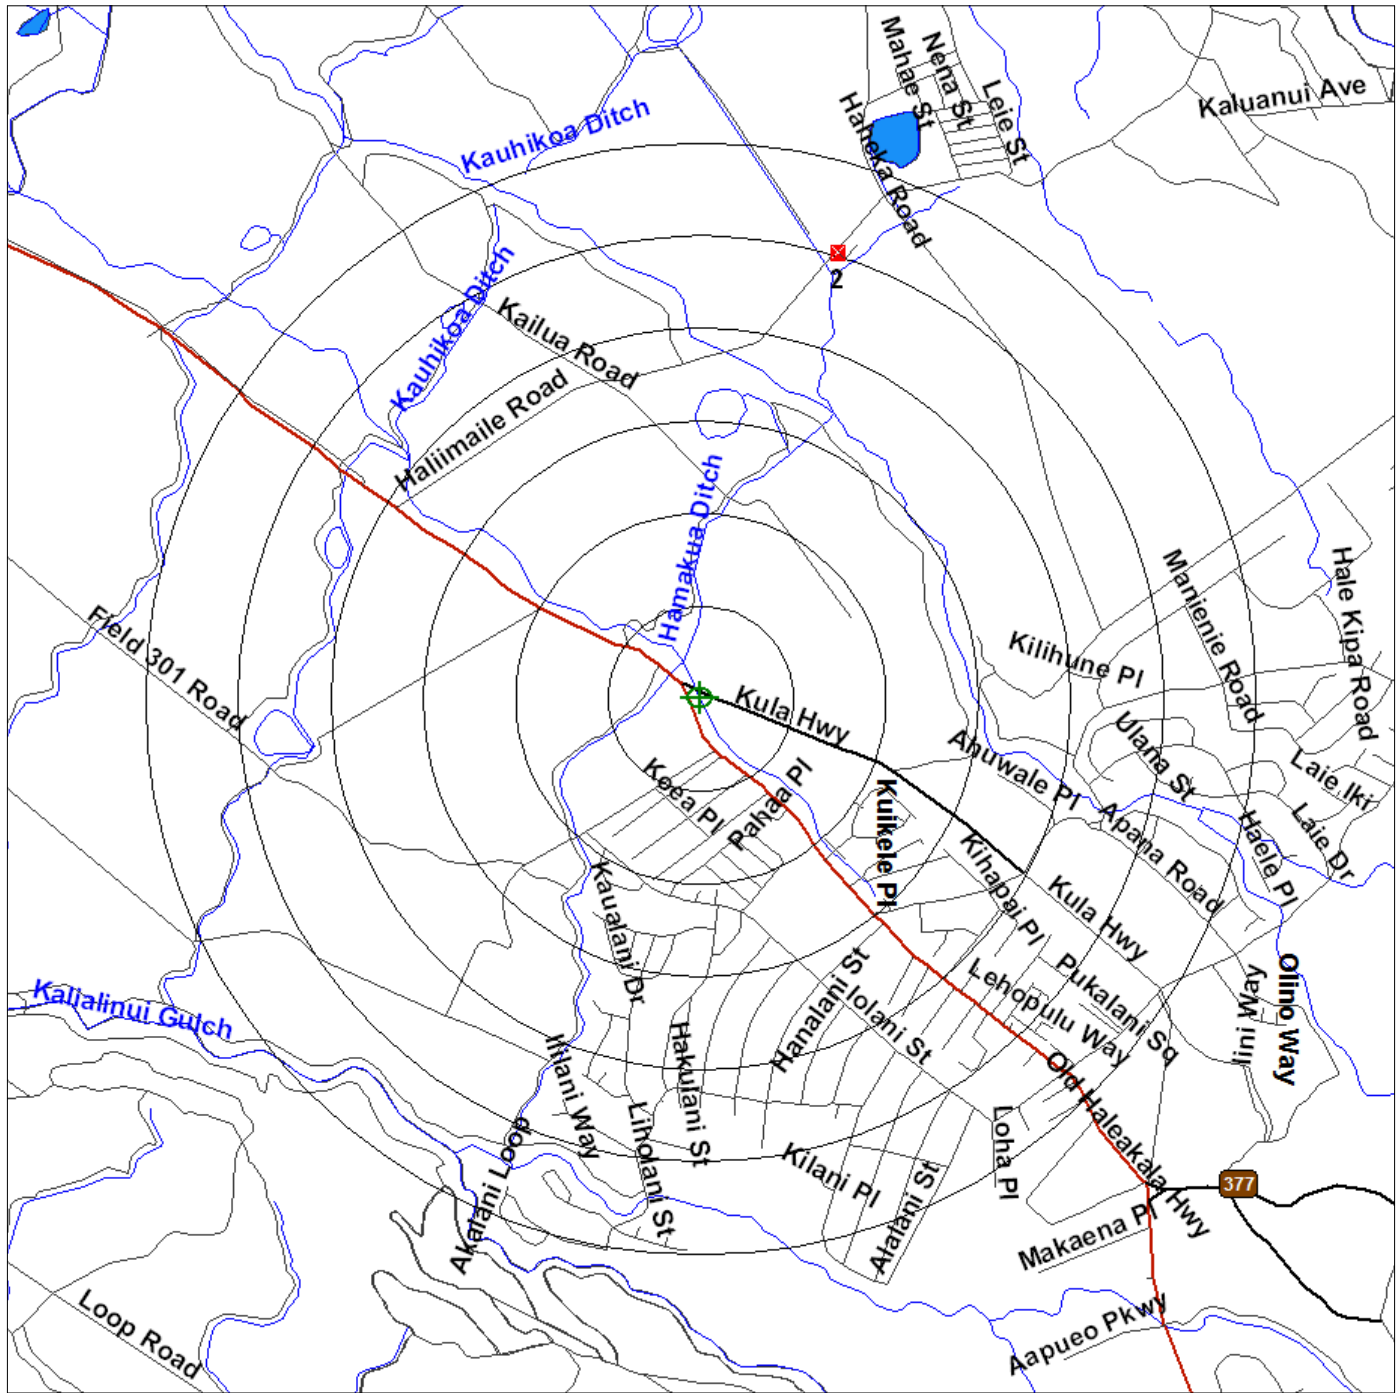 Mahae St
Nena St
Leie St
Kaluanui Ave
Kauhikoa Ditch
Haneka Road
Kauhikoa Ditch
2
Kailua Road
Haliimaile Road
Hamakua Ditch
Field 301 Road
Kilihune Pl
Manienie Road
Hale Kipa Road
Kula Hwy
Ahuwale Pl
Ulana St
Laie Iki
Koea Pl
Pahaa Pl
Kuikele Pl
Apana Road
Haele Pl
Laie Dr
Kihapai Pl
Kula Hwy
Kaualani Dr
Kalialinui Gulch
Hanalani St
Iolani St
Lehopulu Way
Pukalani Sq
Iini Way
Olino Way
Iliilani Way
Hakulani St
Old Haleakala Hwy
Liholani St
Akalani Loop
Kilani Pl
Alalani St
Loha Pl
377
Makaena Pl
Loop Road
Aapueo Pkwy